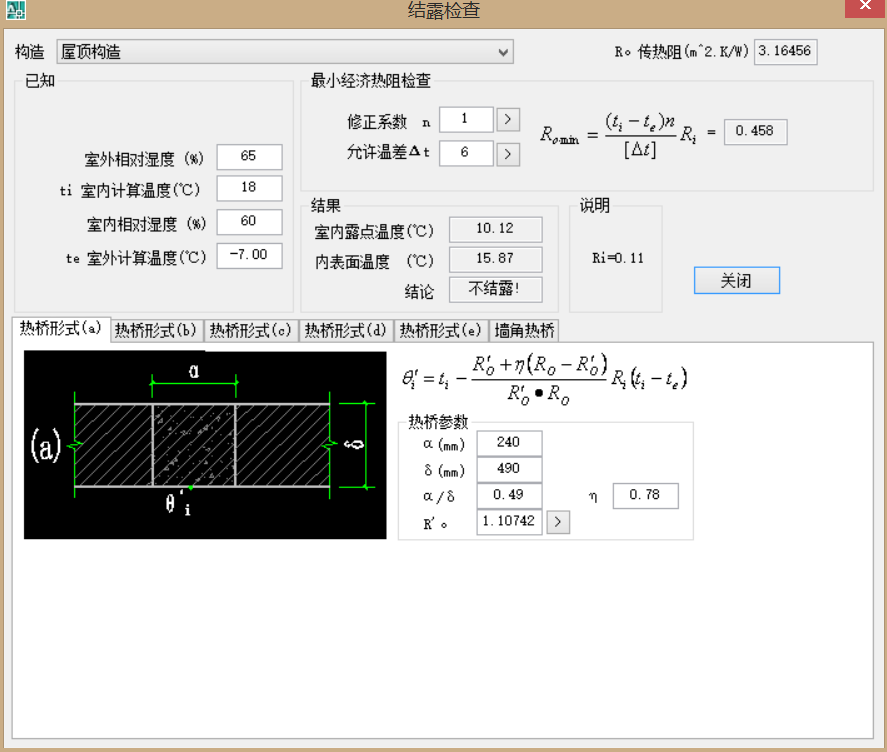 结露检查
构造 屋顶构造 R。传热阻(m^2.K/W) 3.16456
已知
室外相对湿度 (%) 65
ti 室内计算温度(℃) 18
室内相对湿度 (%) 60
te 室外计算温度(℃) -7.00
最小经济热阻检查
修正系数 n 1 >
允许温差Δt 6 >
R_{o min} = \frac{(t_i - t_e)n}{[Δt]} R_i = 0.458
结果
室内露点温度(℃) 10.12
内表面温度 (℃) 15.87
结论 不结露!
说明
Ri=0.11
关闭
热桥形式(a) 热桥形式(b) 热桥形式(c) 热桥形式(d) 热桥形式(e) 墙角热桥
α
(a)
δ
θ'i
θ'_i = t_i - \frac{R'_O + η(R_O - R'_O)}{R'_O ● R_O} R_i (t_i - t_e)
热桥参数
α(mm) 240
δ(mm) 490
α/δ 0.49 η 0.78
R'。 1.10742 >